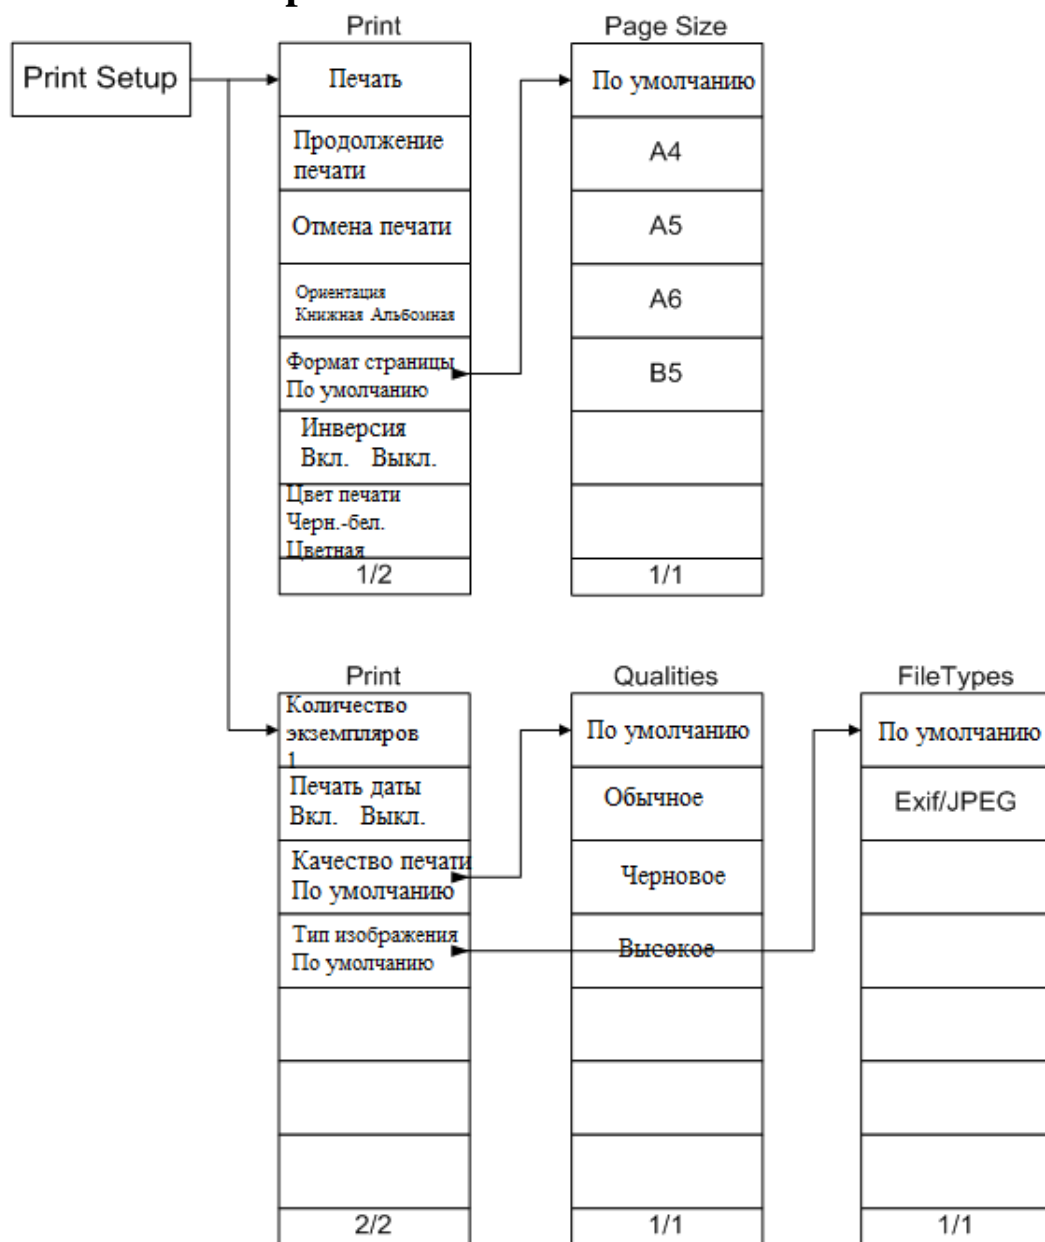 Print
Page Size
Print Setup
Печать
Продолжение
печати
Отмена печати
Ориентация
Книжная Альбомная
Формат страницы
По умолчанию
Инверсия
Вкл. Выкл.
Цвет печати
Черн.-бел.
Цветная
1/2
По умолчанию
A4
A5
A6
B5
1/1
Print
Количество
экземпляров
1
Печать даты
Вкл. Выкл.
Качество печати
По умолчанию
Тип изображения
По умолчанию
2/2
Qualities
По умолчанию
Обычное
Черновое
Высокое
1/1
FileTypes
По умолчанию
Exif/JPEG
1/1